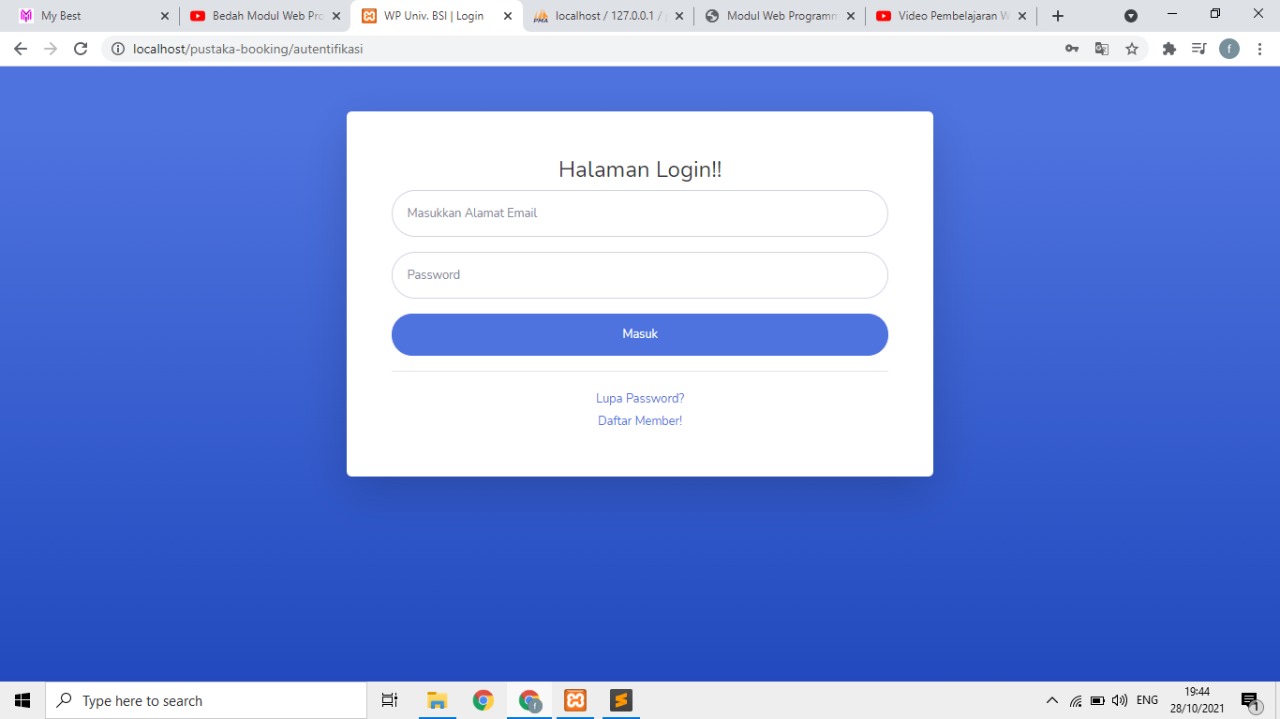 My Best
Bedah Modul Web Pro
WP Univ. BSI | Login
localhost / 127.0.0.1 /
Modul Web Programm
Video Pembelajaran W
localhost/pustaka-booking/autentifikasi
f
Halaman Login!!
Masukkan Alamat Email
Password
Masuk
Lupa Password?
Daftar Member!
Type here to search
f
ENG
19:44
28/10/2021
1